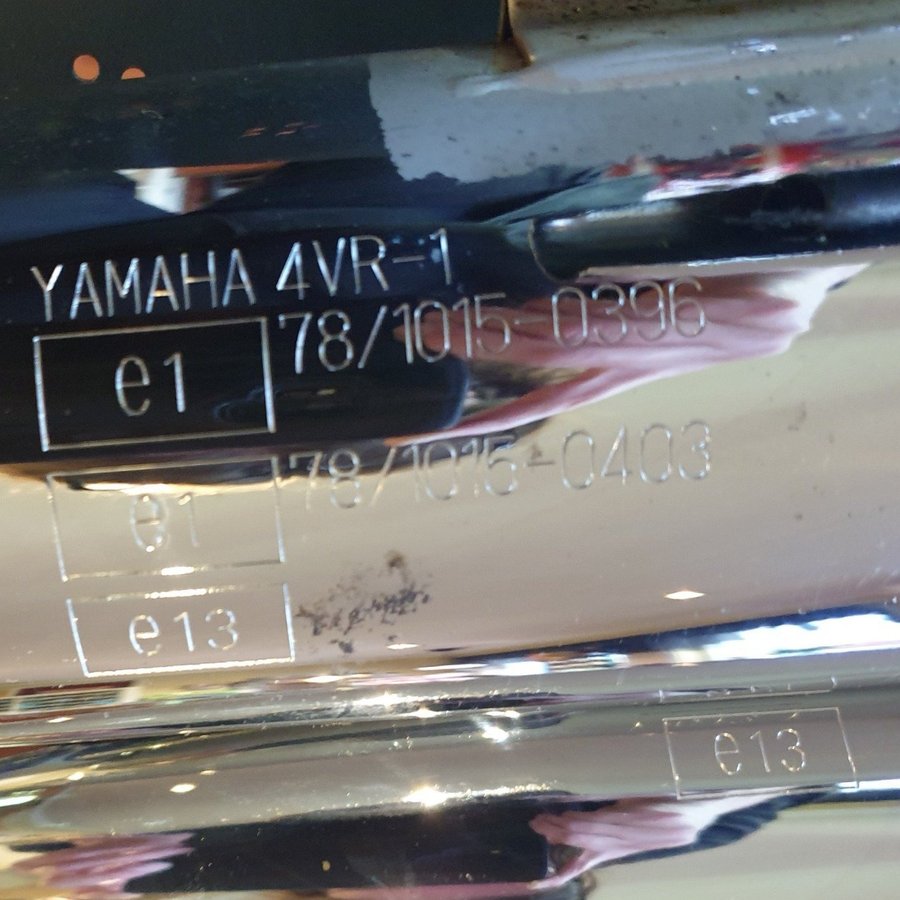 YAMAHA 4VR-1
e1 78/1015-0396
e1 78/1015-0403
e13
e13